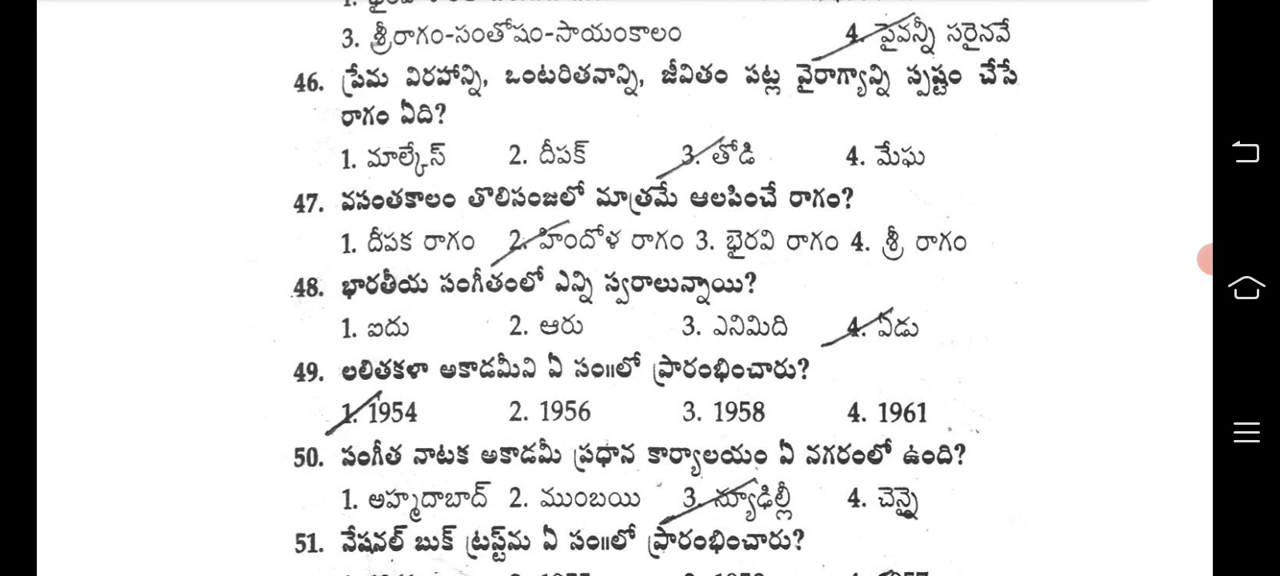 3. శ్రీరాగం-సంతోషం-సాయంకాలం 4. పైవన్నీ సరైనవే
46. ప్రేమ విరహాన్ని, ఒంటరితనాన్ని, జీవితం పట్ల వైరాగ్యాన్ని స్పష్టం చేసే
రాగం ఏది?
1. మాల్కేస్ 2. దీపక్ 3. తోడి 4. మేఘ
47. వసంతకాలం తొలిసంజలో మాత్రమే ఆలపించే రాగం?
1. దీపక రాగం 2. హిందోళ రాగం 3. భైరవి రాగం 4. శ్రీ రాగం
48. భారతీయ సంగీతంలో ఎన్ని స్వరాలున్నాయి?
1. ఐదు 2. ఆరు 3. ఎనిమిది 4. ఏడు
49. లలితకళా అకాడమీని ఏ సం॥లో ప్రారంభించారు?
1. 1954 2. 1956 3. 1958 4. 1961
50. సంగీత నాటక అకాడమీ ప్రధాన కార్యాలయం ఏ నగరంలో ఉంది?
1. అహ్మదాబాద్ 2. ముంబయి 3. న్యూఢిల్లీ 4. చెన్నై
51. నేషనల్ బుక్ ట్రస్ట్‌ను ఏ సం॥లో ప్రారంభించారు?